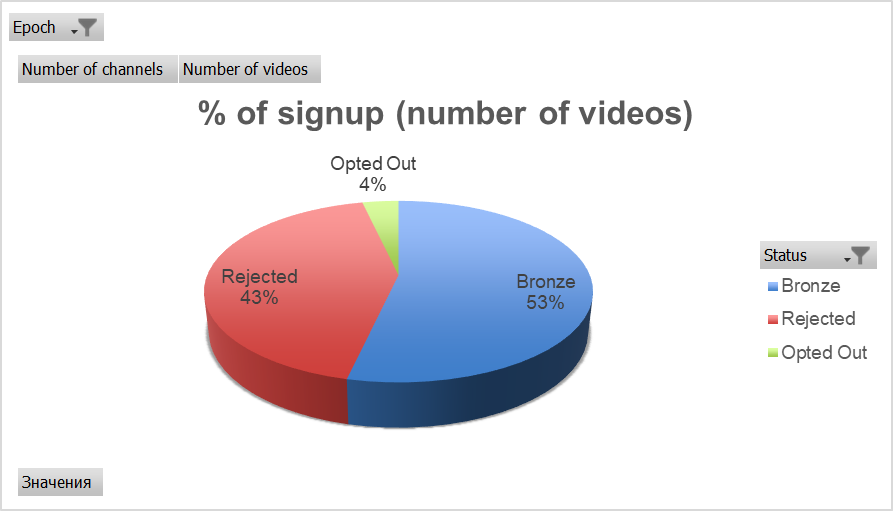 Epoch
Number of channels Number of videos
% of signup (number of videos)
Opted Out
4%
Rejected
43%
Bronze
53%
Status
Bronze
Rejected
Opted Out
Значения